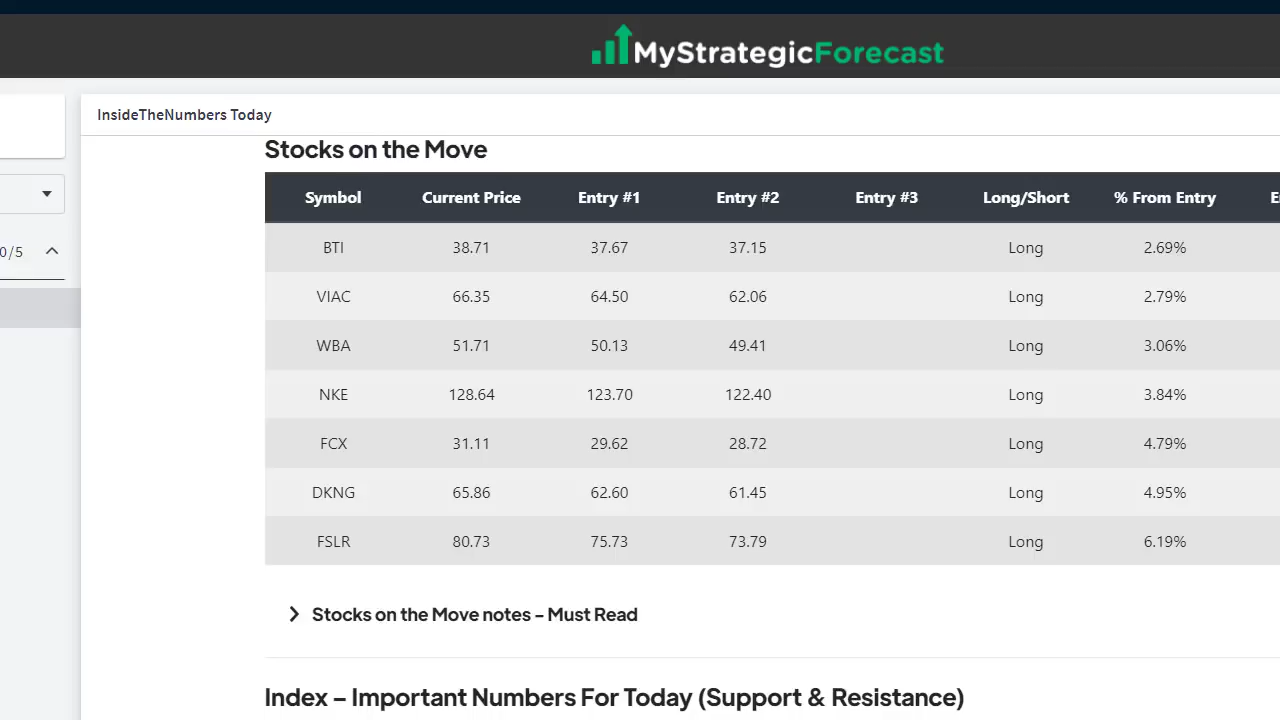 MyStrategicForecast
InsideTheNumbers Today
Stocks on the Move
Symbol Current Price Entry #1 Entry #2 Entry #3 Long/Short % From Entry E
BTI 38.71 37.67 37.15 Long 2.69%
VIAC 66.35 64.50 62.06 Long 2.79%
0/5
WBA 51.71 50.13 49.41 Long 3.06%
NKE 128.64 123.70 122.40 Long 3.84%
FCX 31.11 29.62 28.72 Long 4.79%
DKNG 65.86 62.60 61.45 Long 4.95%
FSLR 80.73 75.73 73.79 Long 6.19%
Stocks on the Move notes – Must Read
Index – Important Numbers For Today (Support & Resistance)